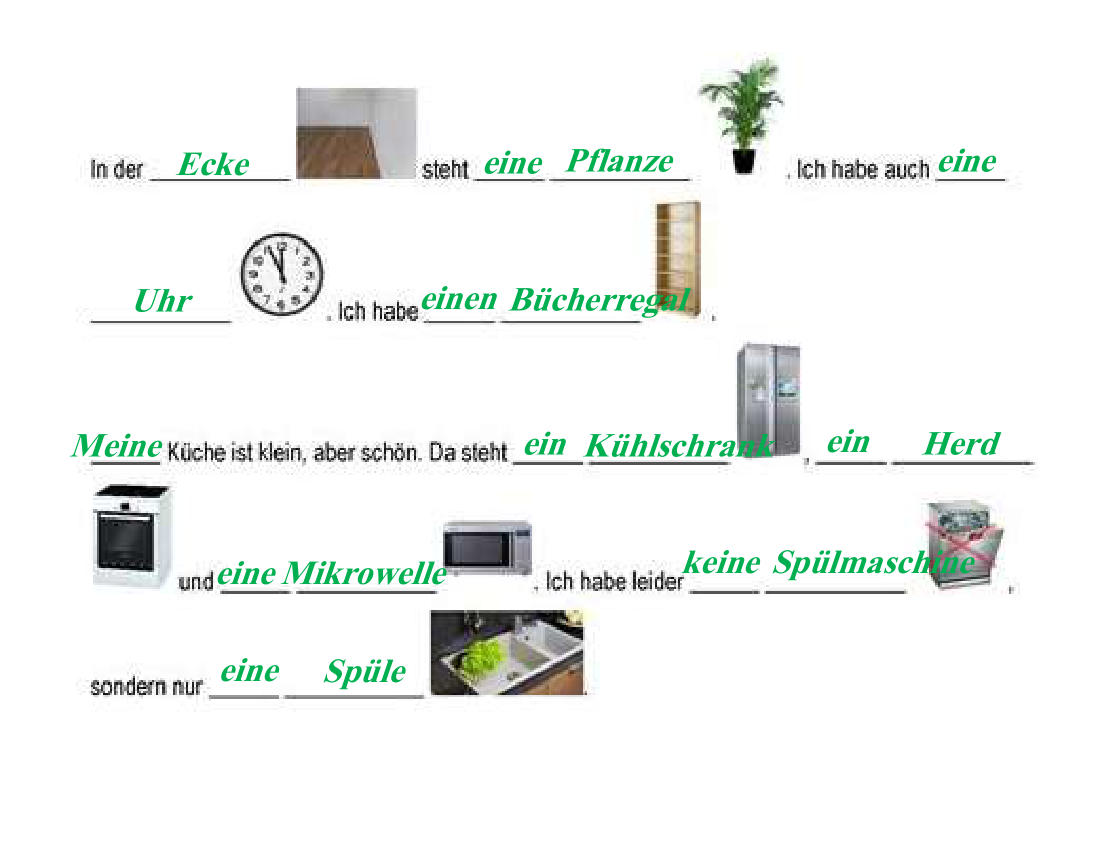 In der Ecke steht eine Pflanze . Ich habe auch eine
Uhr . Ich habe einen Bücherregal .
Meine Küche ist klein, aber schön. Da steht ein Kühlschrank , ein Herd
und eine Mikrowelle . Ich habe leider keine Spülmaschine ,
sondern nur eine Spüle .